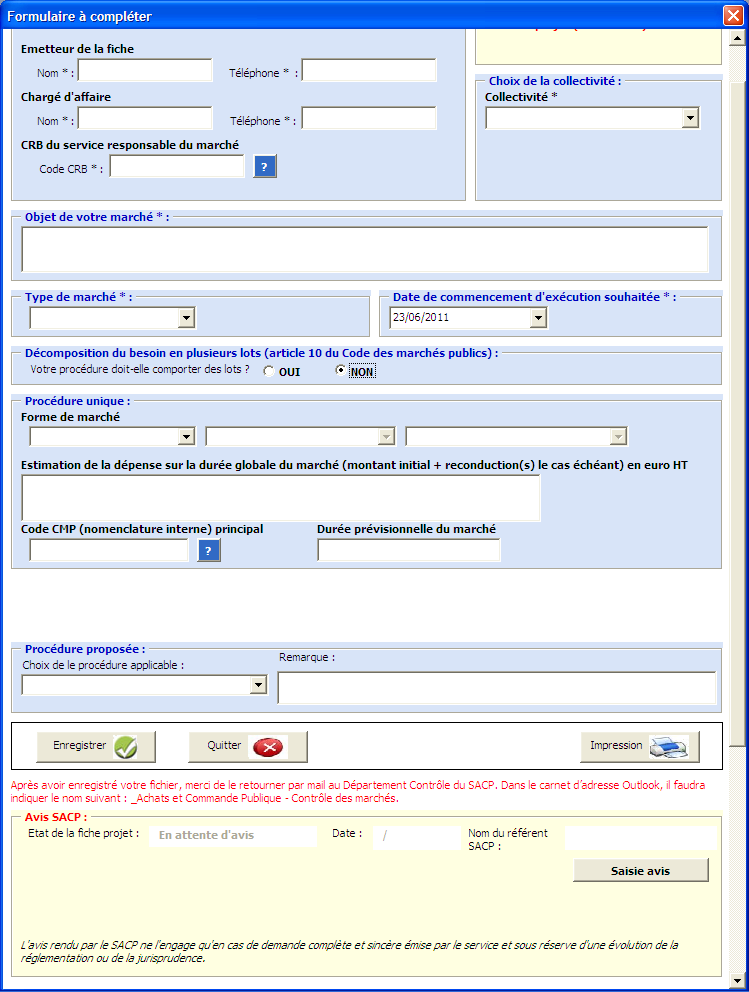 Formulaire à compléter
Emetteur de la fiche
Nom * :
Téléphone * :
Chargé d'affaire
Nom * :
Téléphone * :
CRB du service responsable du marché
Code CRB * :
?
Choix de la collectivité :
Collectivité *
Objet de votre marché * :
Type de marché * :
Date de commencement d'exécution souhaitée * :
23/06/2011
Décomposition du besoin en plusieurs lots (article 10 du Code des marchés publics) :
Votre procédure doit-elle comporter des lots ?
OUI
NON
Procédure unique :
Forme de marché
Estimation de la dépense sur la durée globale du marché (montant initial + reconduction(s) le cas échéant) en euro HT
Code CMP (nomenclature interne) principal
Durée prévisionnelle du marché
?
Procédure proposée :
Choix de le procédure applicable :
Remarque :
Enregistrer
Quitter
Impression
Après avoir enregistré votre fichier, merci de le retourner par mail au Département Contrôle du SACP. Dans le carnet d'adresse Outlook, il faudra
indiquer le nom suivant : _Achats et Commande Publique - Contrôle des marchés.
Avis SACP :
Etat de la fiche projet :
En attente d'avis
Date :
/
Nom du référent
SACP :
Saisie avis
L'avis rendu par le SACP ne l'engage qu'en cas de demande complète et sincère émise par le service et sous réserve d'une évolution de la
réglementation ou de la jurisprudence.